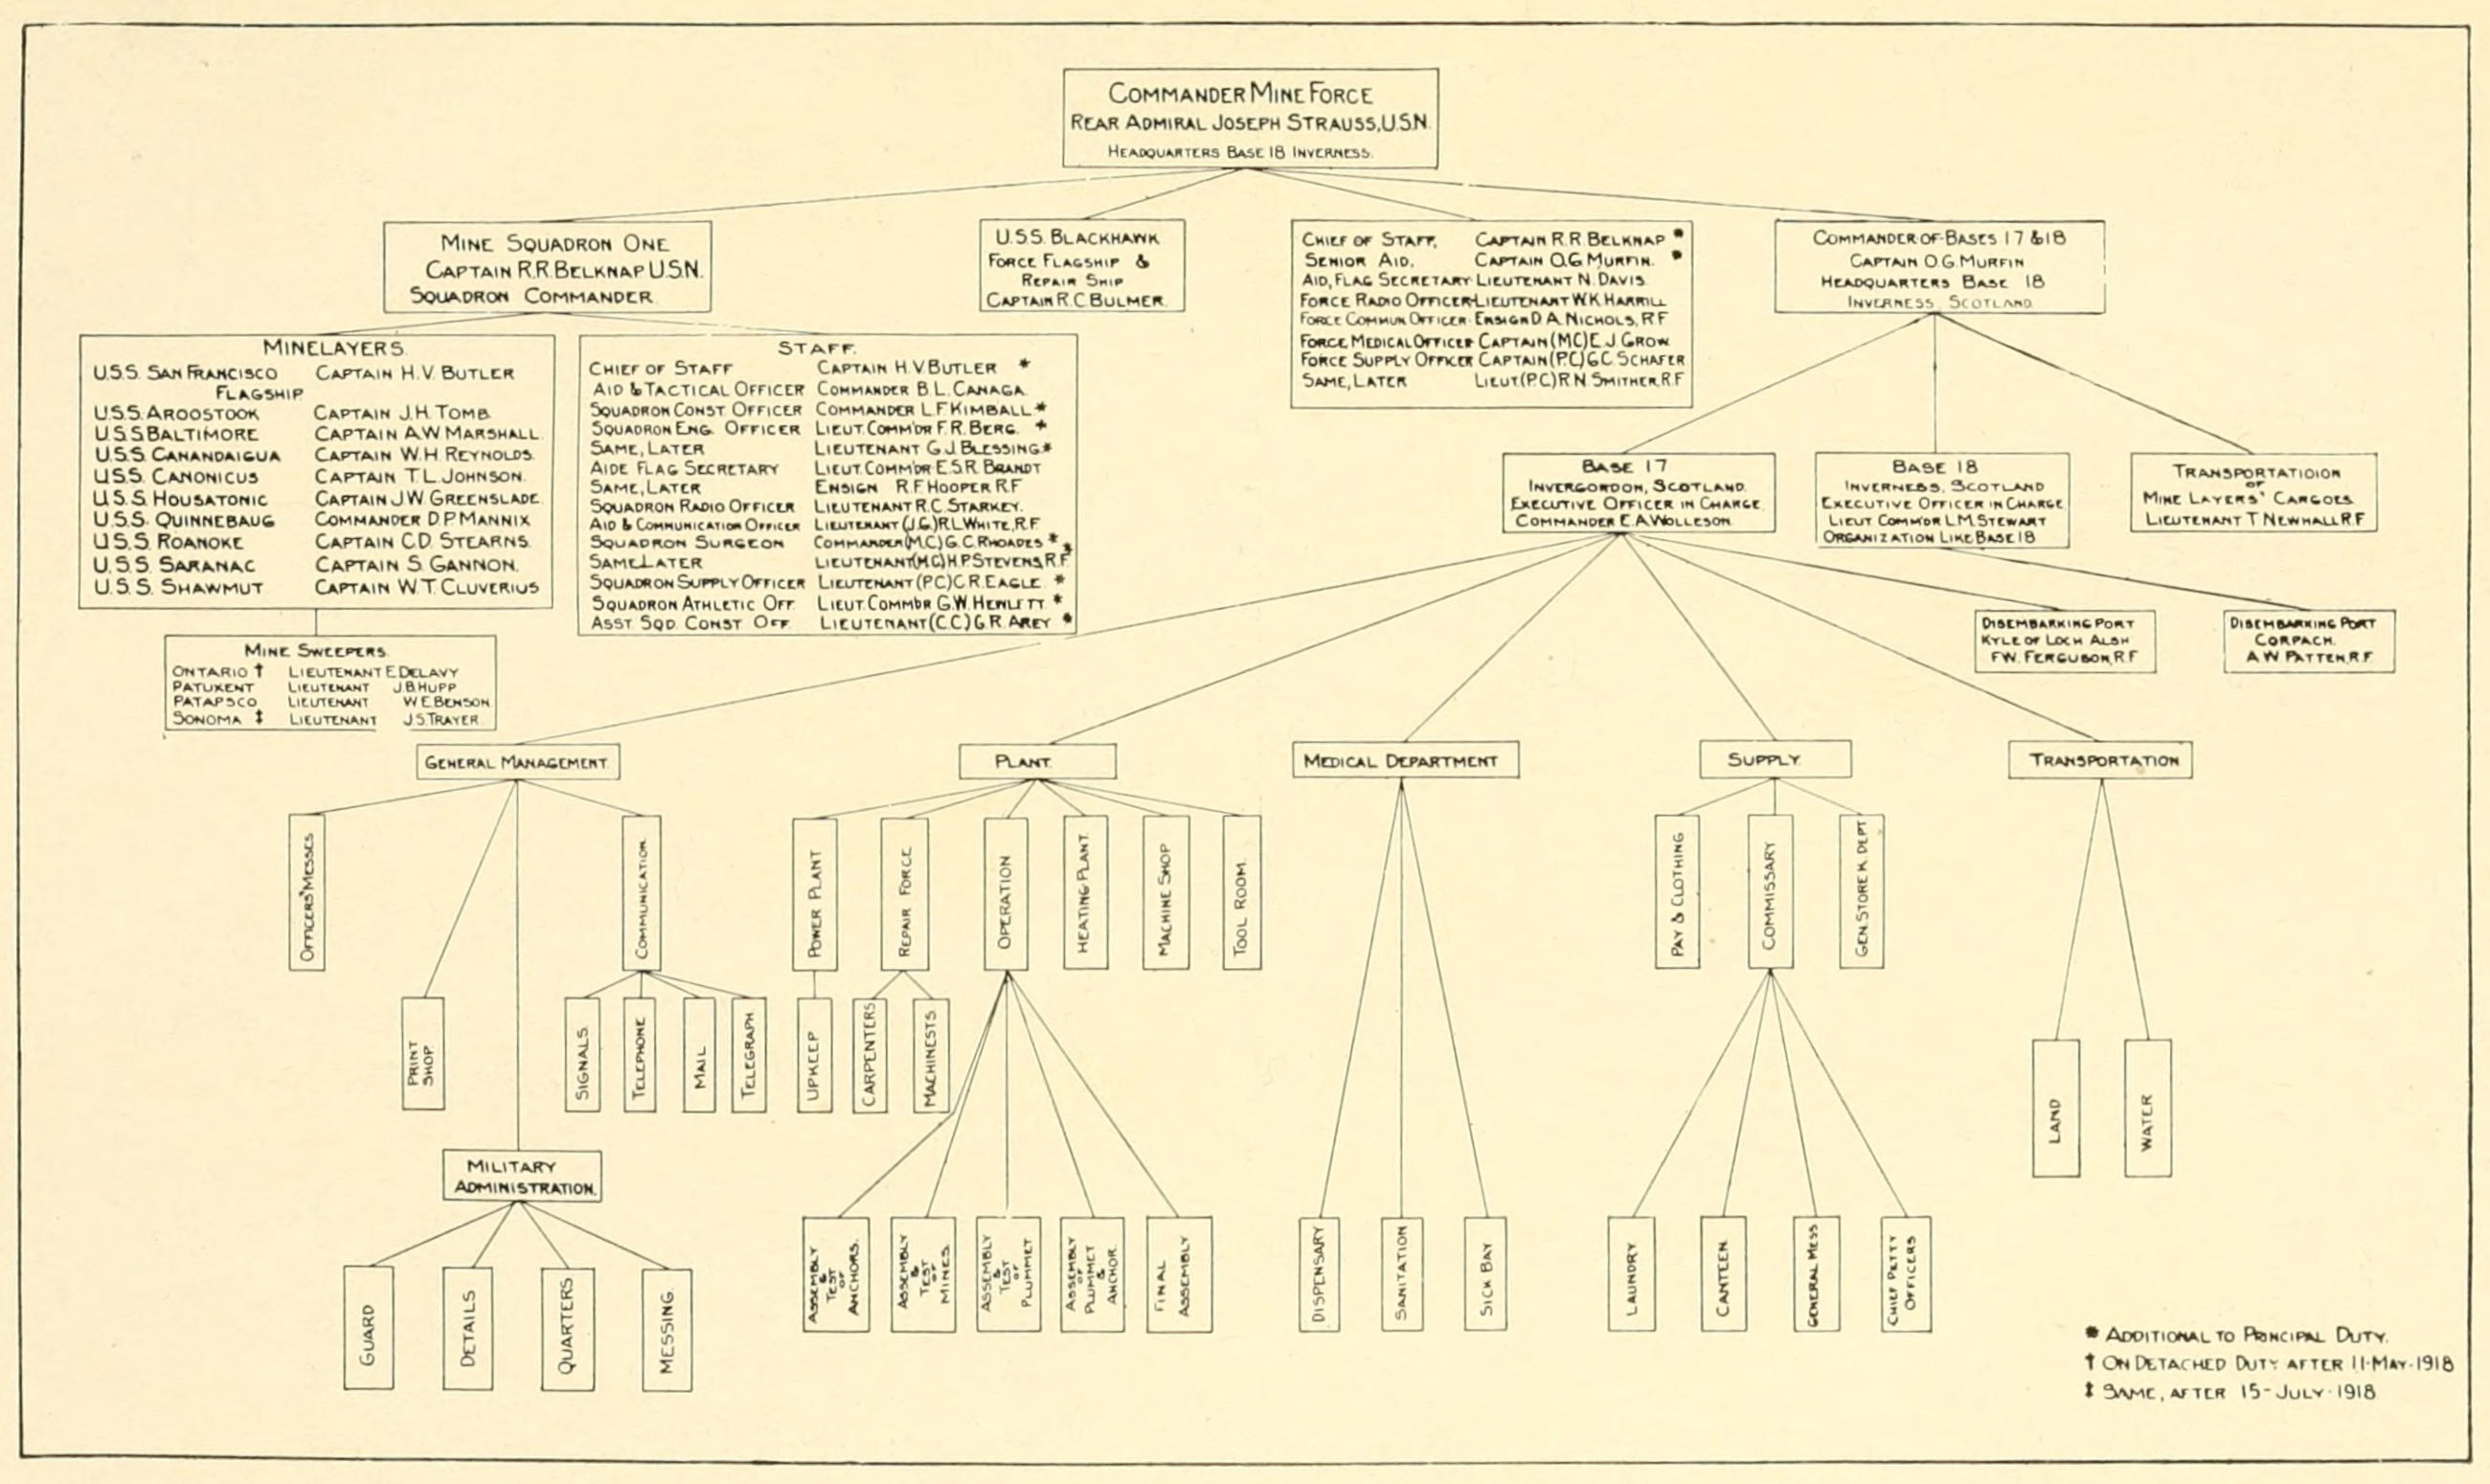 COMMANDER MINE FORCE
REAR ADMIRAL JOSEPH STRAUSS, U.S.N.
HEADQUARTERS BASE 18 INVERNESS.
MINE SQUADRON ONE
CAPTAIN R.R. BELKNAP U.S.N.
SQUADRON COMMANDER
U.S.S. BLACKHAWK
FORCE FLAGSHIP &
REPAIR SHIP
CAPTAIN R.C. BULMER.
CHIEF OF STAFF, CAPTAIN R.R. BELKNAP *
SENIOR AID. CAPTAIN O.G. MURFIN. *
AID, FLAG SECRETARY- LIEUTENANT N. DAVIS
FORCE RADIO OFFICER- LIEUTENANT W.K. HARRILL
FORCE COMMUN. OFFICER- ENSIGN D.A. NICHOLS, R.F
FORCE MEDICAL OFFICER CAPTAIN (MC) E.J. GROW
FORCE SUPPLY OFFICER CAPTAIN (P.C) G.C. SCHAFER
SAME, LATER LIEUT. (P.C) R.N. SMITHER. R.F
COMMANDER OF BASES 17 & 18
CAPTAIN O.G. MURFIN
HEADQUARTERS BASE 18
INVERNESS SCOTLAND
MINELAYERS.
U.S.S. SAN FRANCISCO CAPTAIN H.V. BUTLER
FLAGSHIP
U.S.S. AROOSTOOK CAPTAIN J.H. TOMB.
U.S.S BALTIMORE CAPTAIN A.W. MARSHALL.
U.S.S. CANANDAIGUA CAPTAIN W.H. REYNOLDS.
U.S.S. CANONICUS CAPTAIN T.L. JOHNSON.
U.S.S. HOUSATONIC CAPTAIN J.W. GREENSLADE.
U.S.S. QUINNEBAUG COMMANDER D.P. MANNIX
U.S.S. ROANOKE CAPTAIN C.D. STEARNS.
U.S.S. SARANAC CAPTAIN S. GANNON.
U.S.S. SHAWMUT CAPTAIN W.T. CLUVERIUS
STAFF.
CHIEF OF STAFF CAPTAIN H.V. BUTLER *
AID & TACTICAL OFFICER COMMANDER B.L. CANAGA.
SQUADRON CONST. OFFICER COMMANDER L.F. KIMBALL *
SQUADRON ENG. OFFICER LIEUT. COMM'DR F.R. BERG. *
SAME, LATER LIEUTENANT G.J. BLESSING *
AIDE FLAG SECRETARY LIEUT. COMM'DR E.S.R. BRANDT
SAME, LATER ENSIGN R.F. HOOPER R.F
SQUADRON RADIO OFFICER LIEUTENANT R.C. STARKEY.
AID & COMMUNICATION OFFICER LIEUTENANT (J.G.) R.L. WHITE, R.F.
SQUADRON SURGEON COMMANDER (M.C.) G.C. RHOADES *
SAME LATER LIEUTENANT (MC) H.P. STEVENS, R.F. *
SQUADRON SUPPLY OFFICER LIEUTENANT (P.C) C.R. EAGLE. *
SQUADRON ATHLETIC OFF. LIEUT. COMM'DR G.W. HEWLETT *
ASST SQD. CONST OFF. LIEUTENANT (C.C.) G.R. AREY *
BASE 17
INVERGORDON, SCOTLAND.
EXECUTIVE OFFICER IN CHARGE
COMMANDER E.A. WOLLESON.
BASE 18
INVERNESS, SCOTLAND
EXECUTIVE OFFICER IN CHARGE
LIEUT COMM'DR L.M. STEWART
ORGANIZATION LIKE BASE 18
TRANSPORTATIOION
OF
MINE LAYERS' CARGOES
LIEUTENANT T. NEWHALL R.F
MINE SWEEPERS.
ONTARIO † LIEUTENANT E. DELAVY
PATUXENT LIEUTENANT J.B. HUPP
PATAPSCO LIEUTENANT W.E. BENSON
SONOMA ‡ LIEUTENANT J.S. TRAYER.
DISEMBARKING PORT
KYLE OF LOCH ALSH
F.W. FERGUSON, R.F
DISEMBARKING PORT
CORPACH.
A.W. PATTEN, R.F.
GENERAL MANAGEMENT.
PLANT.
MEDICAL DEPARTMENT
SUPPLY.
TRANSPORTATION
OFFICERS' MESSES
COMMUNICATION.
POWER PLANT
REPAIR FORCE
OPERATION
HEATING PLANT
MACHINE SHOP
TOOL ROOM.
PAY & CLOTHING
COMMISSARY
GEN. STORE K. DEPT
PRINT
SHOP.
SIGNALS.
TELEPHONE
MAIL
TELEGRAPH
UPKEEP
CARPENTERS
MACHINESTS
LAND
WATER
MILITARY
ADMINISTRATION.
ASSEMBLY
&
TEST
OF
ANCHORS.
ASSEMBLY
&
TEST
OF
MINES.
ASSEMBLY
&
TEST
OF
PLUMMET
ASSEMBLY
OF
PLUMMET
&
ANCHOR.
FINAL
ASSEMBLY
DISPENSARY
SANITATION
SICK BAY
LAUNDRY
CANTEEN.
GENERAL MESS
CHIEF PETTY
OFFICERS
GUARD
DETAILS
QUARTERS
MESSING.
* ADDITIONAL TO PRINCIPAL DUTY.
† ON DETACHED DUTY AFTER 11-MAY-1918
‡ SAME, AFTER 15-JULY-1918